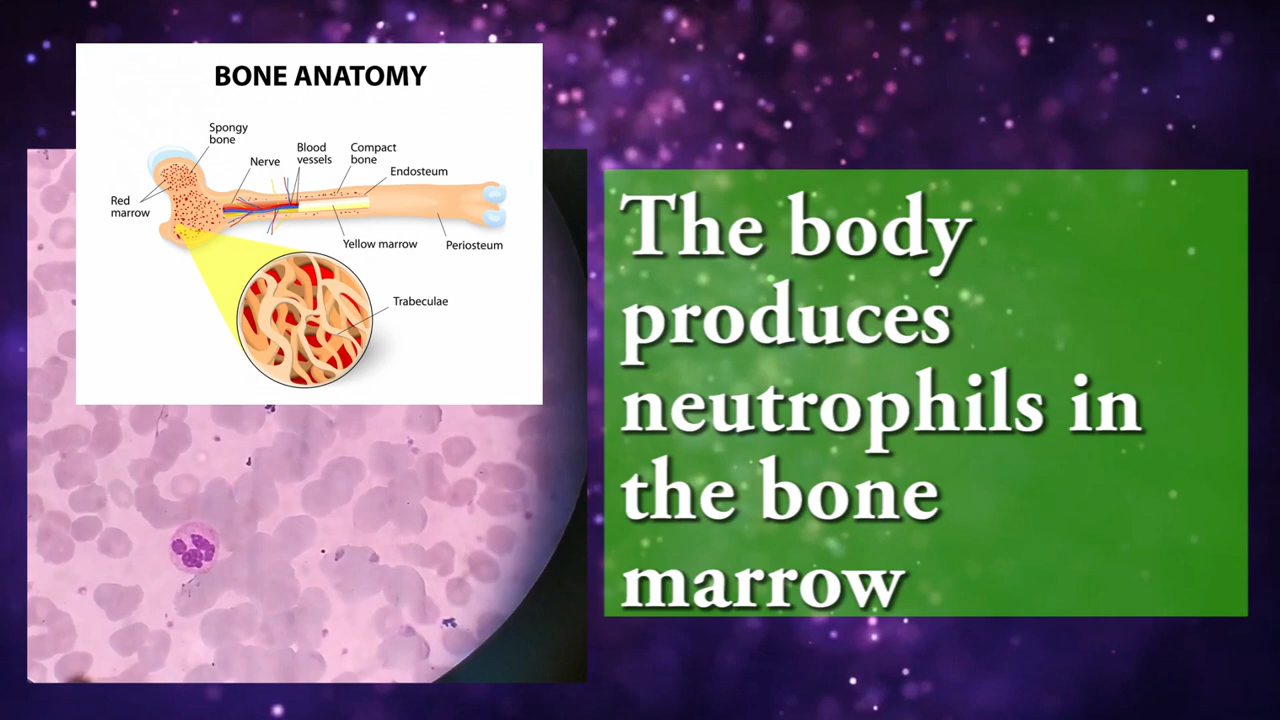 BONE ANATOMY
Spongy
bone
Nerve
Blood
vessels
Compact
bone
Endosteum
Red
marrow
Yellow marrow
Periosteum
Trabeculae
The body
produces
neutrophils in
the bone
marrow